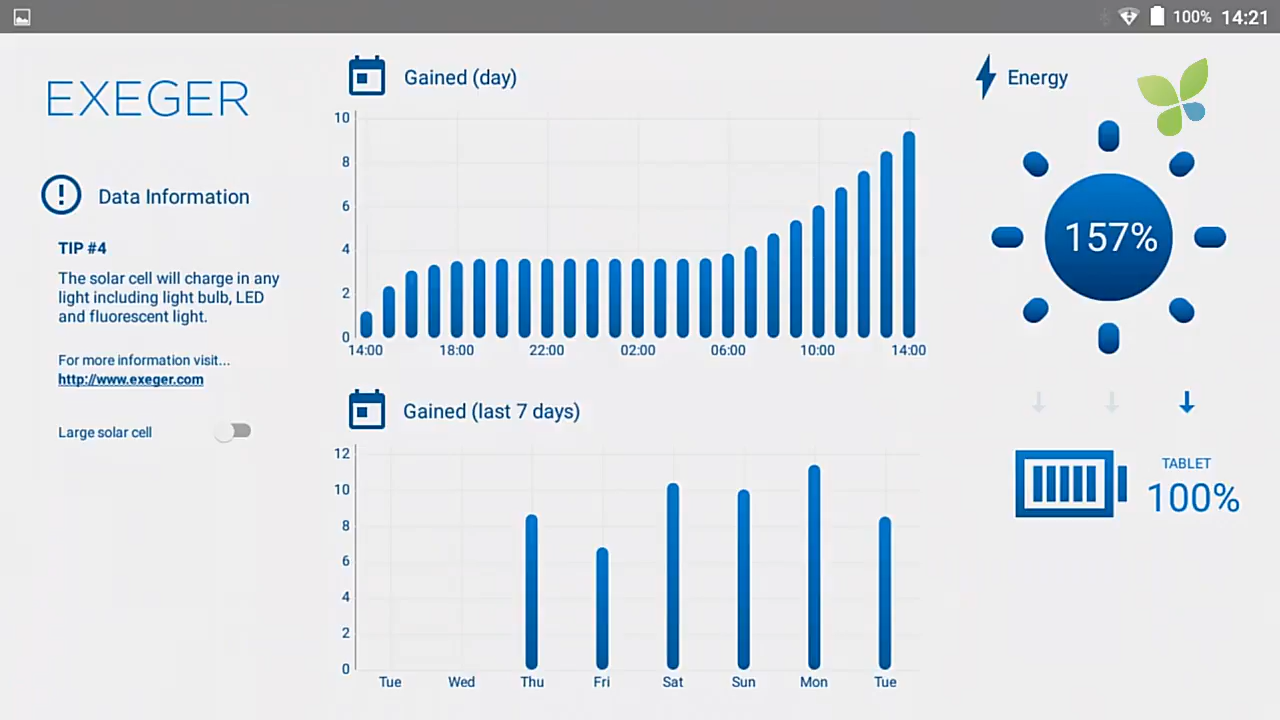 100% 14:21
EXEGER
Data Information
TIP #4
The solar cell will charge in any
light including light bulb, LED
and fluorescent light.
For more information visit...
http://www.exeger.com
Large solar cell
Gained (day)
10
8
6
4
2
0
14:00 18:00 22:00 02:00 06:00 10:00 14:00
Gained (last 7 days)
12
10
8
6
4
2
0
Tue Wed Thu Fri Sat Sun Mon Tue
Energy
157%
TABLET
100%